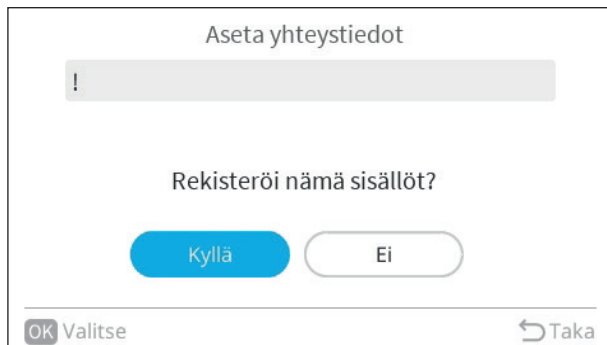 Aseta yhteystiedot
!
Rekisteröi nämä sisällöt?
Kyllä Ei
OK Valitse Taka